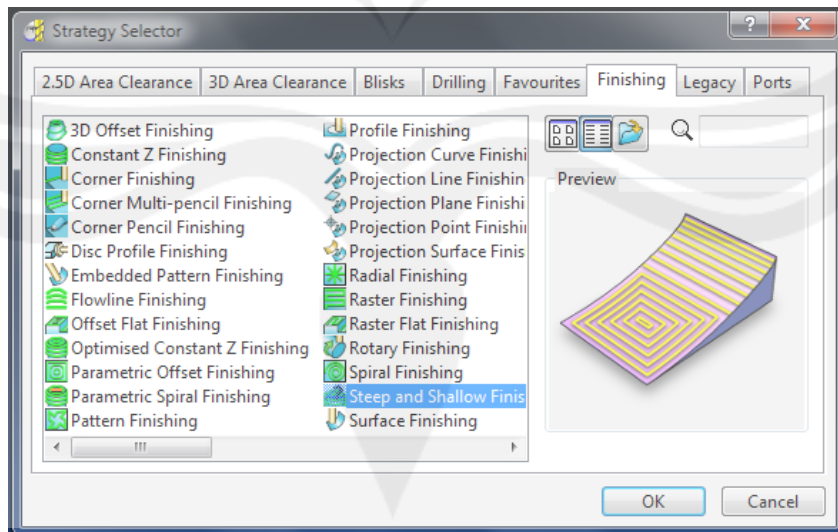 Strategy Selector
?
X
2.5D Area Clearance
3D Area Clearance
Blisks
Drilling
Favourites
Finishing
Legacy
Ports
3D Offset Finishing
Constant Z Finishing
Corner Finishing
Corner Multi-pencil Finishing
Corner Pencil Finishing
Disc Profile Finishing
Embedded Pattern Finishing
Flowline Finishing
Offset Flat Finishing
Optimised Constant Z Finishing
Parametric Offset Finishing
Parametric Spiral Finishing
Pattern Finishing
Profile Finishing
Projection Curve Finishi
Projection Line Finishin
Projection Plane Finishi
Projection Point Finishin
Projection Surface Finis
Radial Finishing
Raster Finishing
Raster Flat Finishing
Rotary Finishing
Spiral Finishing
Steep and Shallow Finis
Surface Finishing
Preview
OK
Cancel